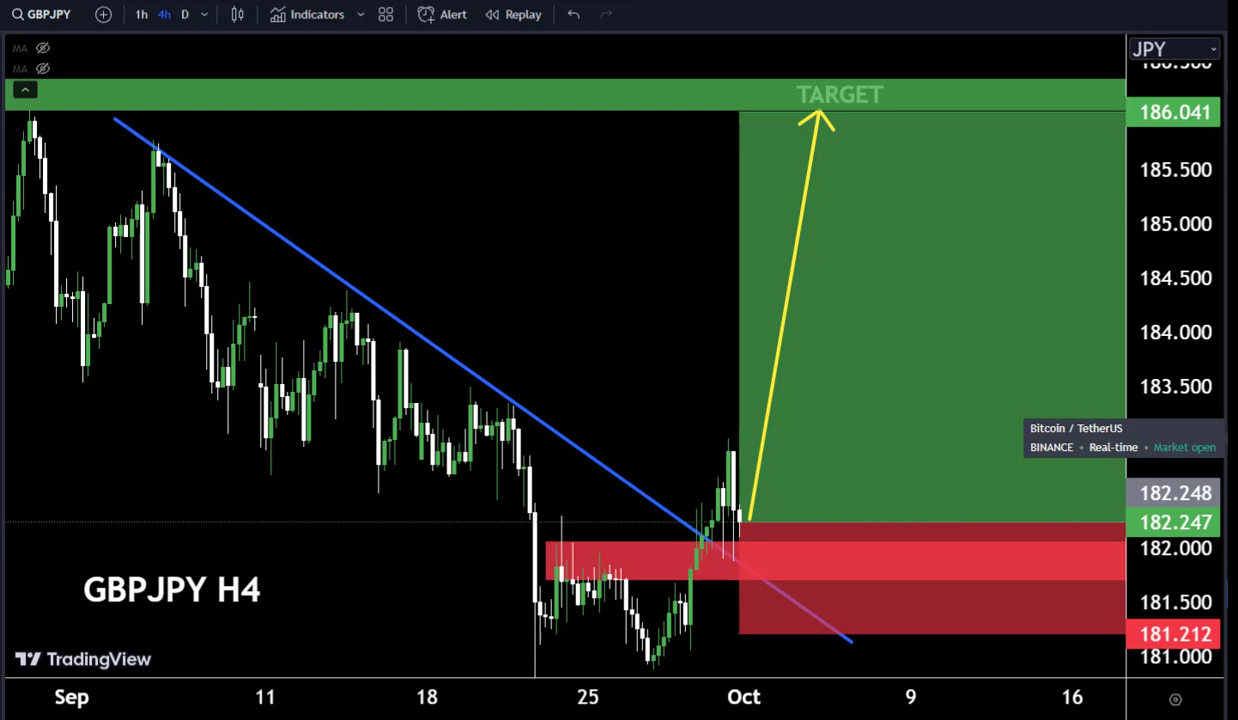 GBPJPY 1h 4h D Indicators Alert Replay
MA
MA
JPY
TARGET
186.041
185.500
185.000
184.500
184.000
183.500
Bitcoin / TetherUS
BINANCE • Real-time • Market open
182.248
182.247
182.000
181.500
181.212
181.000
GBPJPY H4
TradingView
Sep 11 18 25 Oct 9 16